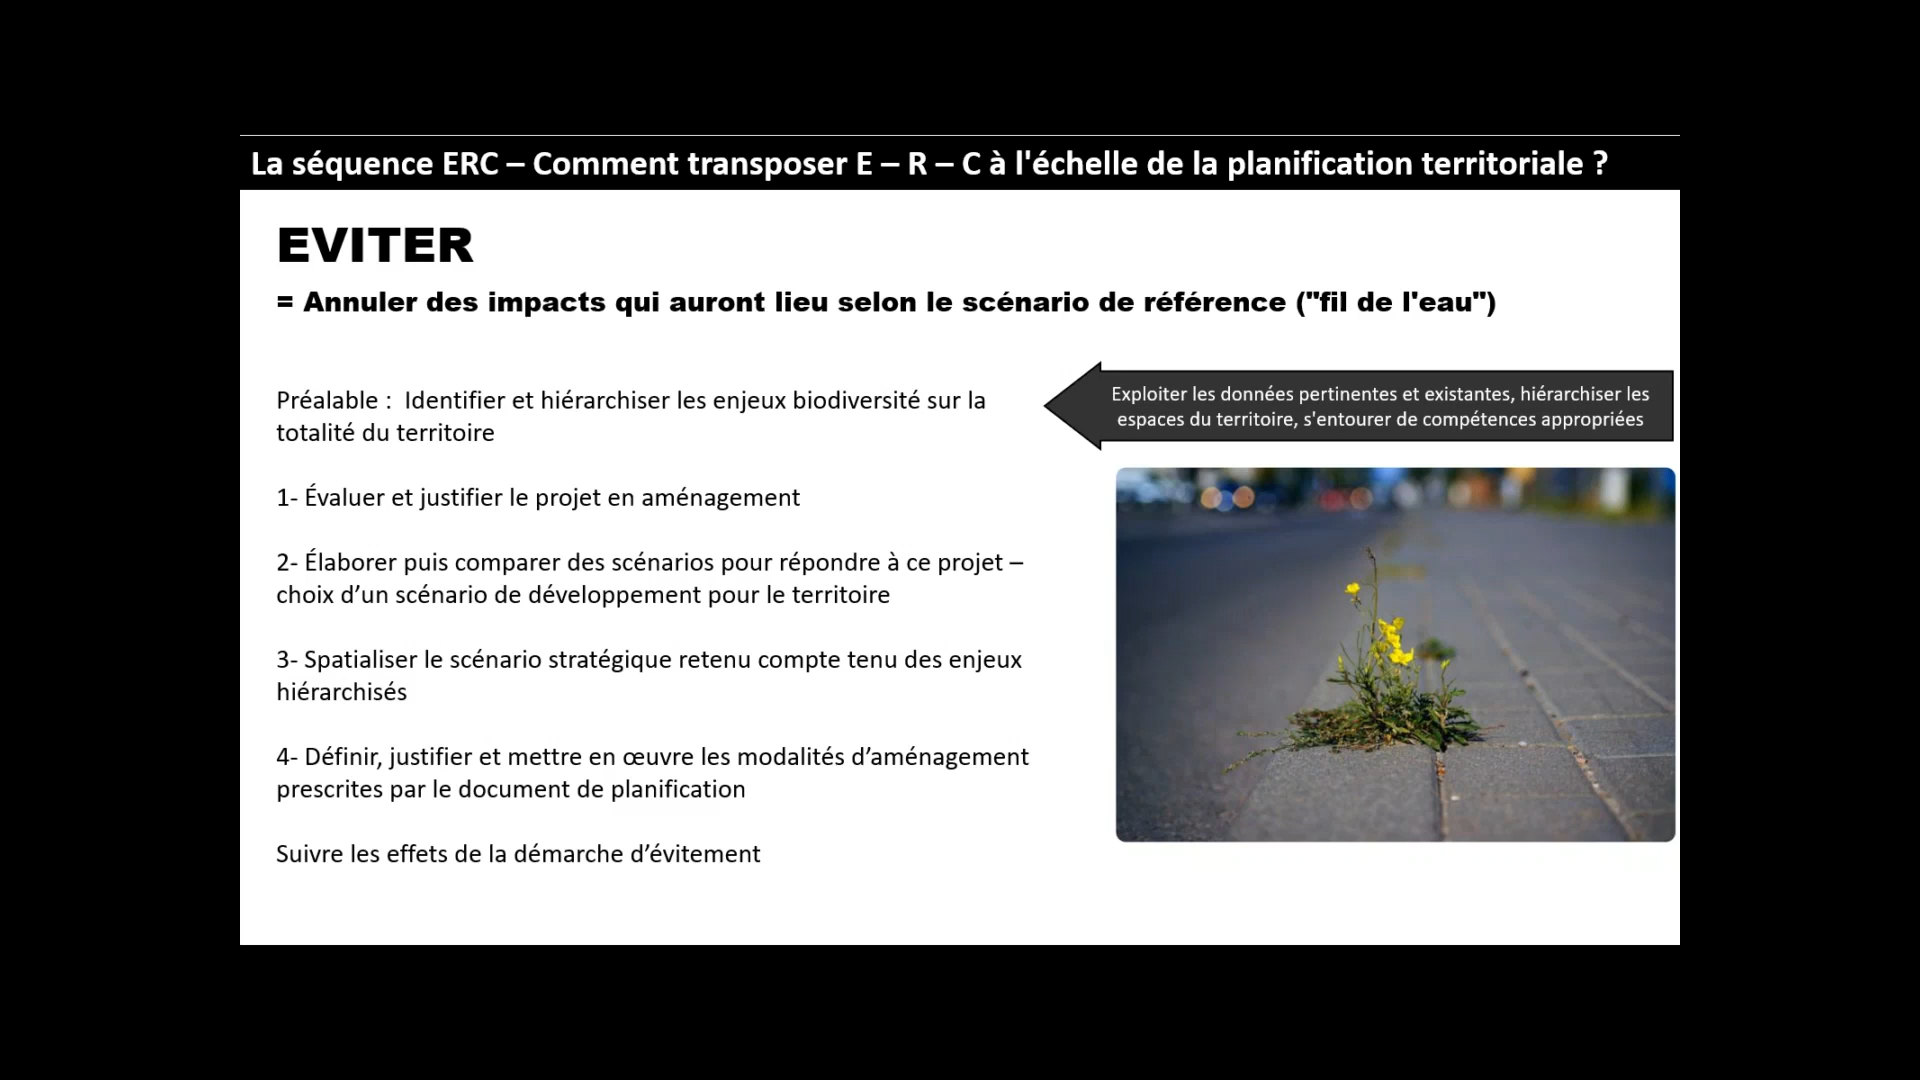 La séquence ERC – Comment transposer E – R – C à l'échelle de la planification territoriale ?
EVITER
= Annuler des impacts qui auront lieu selon le scénario de référence ("fil de l'eau")
Préalable :  Identifier et hiérarchiser les enjeux biodiversité sur la
totalité du territoire
Exploiter les données pertinentes et existantes, hiérarchiser les
espaces du territoire, s'entourer de compétences appropriées
1- Évaluer et justifier le projet en aménagement
2- Élaborer puis comparer des scénarios pour répondre à ce projet –
choix d’un scénario de développement pour le territoire
3- Spatialiser le scénario stratégique retenu compte tenu des enjeux
hiérarchisés
4- Définir, justifier et mettre en œuvre les modalités d’aménagement
prescrites par le document de planification
Suivre les effets de la démarche d’évitement